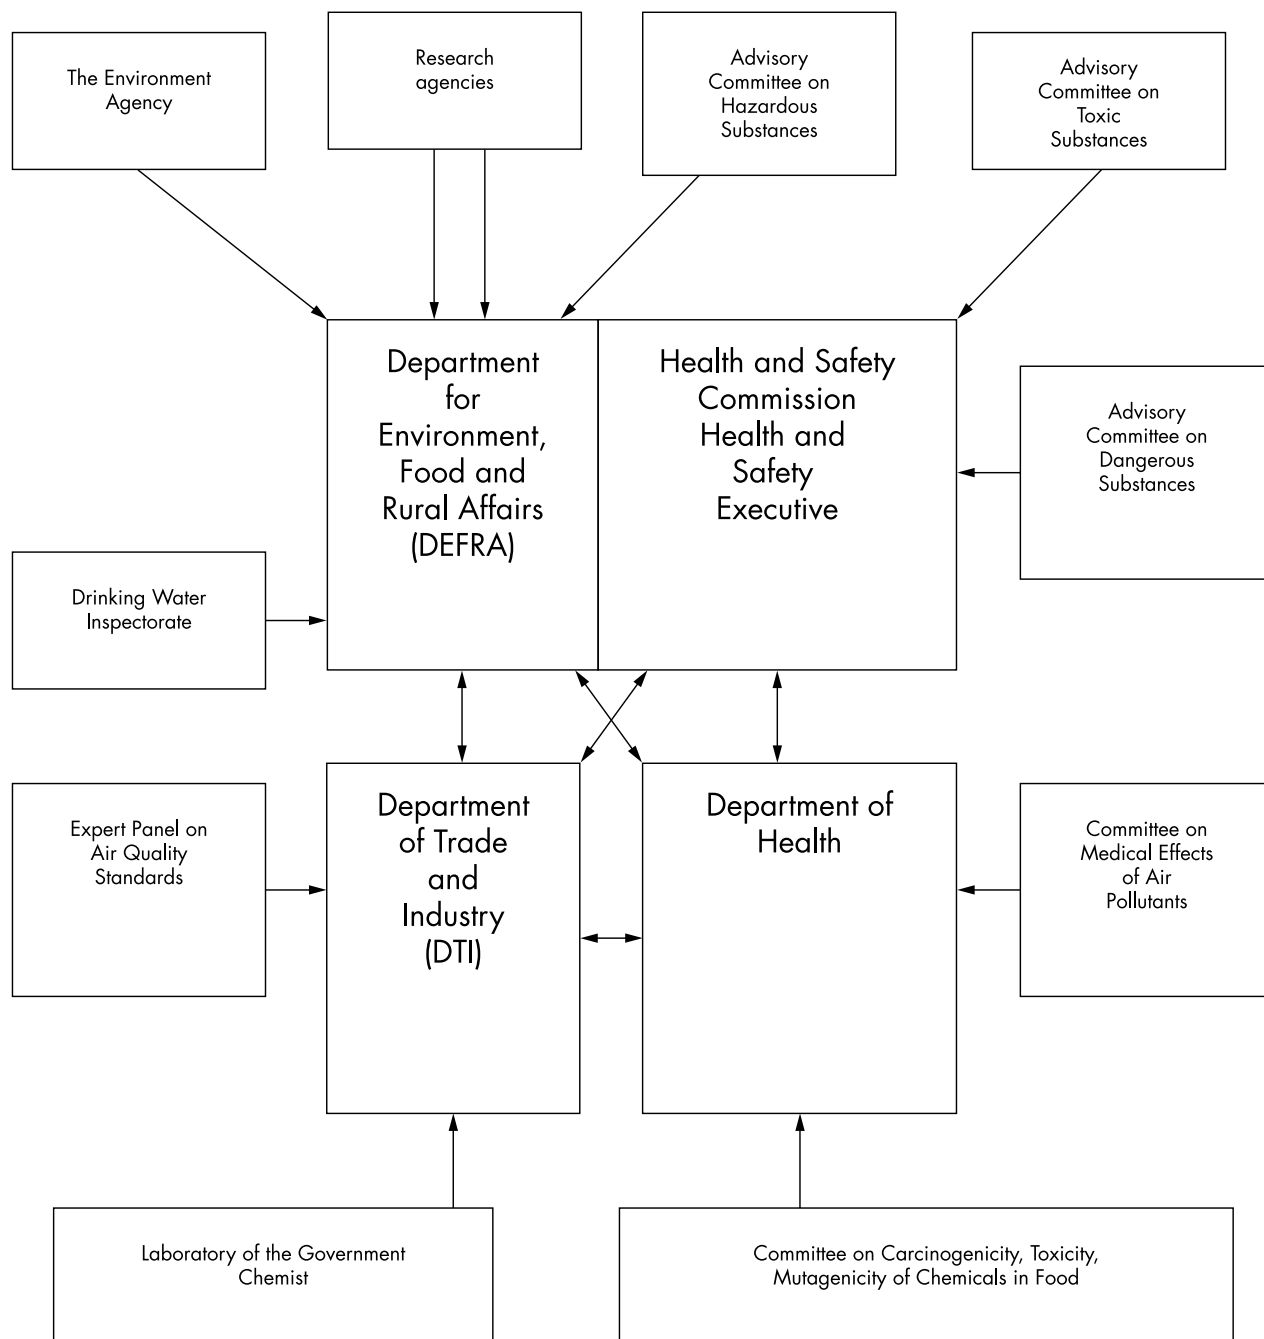 The Environment
Agency
Research
agencies
Advisory
Committee on
Hazardous
Substances
Advisory
Committee on
Toxic
Substances
Department
for
Environment,
Food and
Rural Affairs
(DEFRA)
Health and Safety
Commission
Health and
Safety
Executive
Advisory
Committee on
Dangerous
Substances
Drinking Water
Inspectorate
Expert Panel on
Air Quality
Standards
Department
of Trade
and
Industry
(DTI)
Department of
Health
Committee on
Medical Effects
of Air
Pollutants
Laboratory of the Government
Chemist
Committee on Carcinogenicity, Toxicity,
Mutagenicity of Chemicals in Food